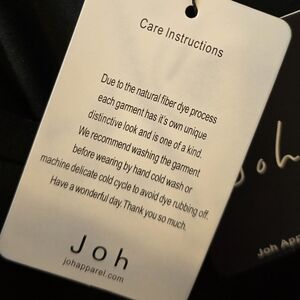 Care Instructions
Due to the natural fiber dye process
each garment has it's own unique
distinctive look and is one of a kind.
We recommend washing the garment
before wearing by hand cold wash or
machine delicate cold cycle to avoid dye rubbing off.
Have a wonderful day. Thank you so much.
Joh
johapparel.com
Joh
Joh APP